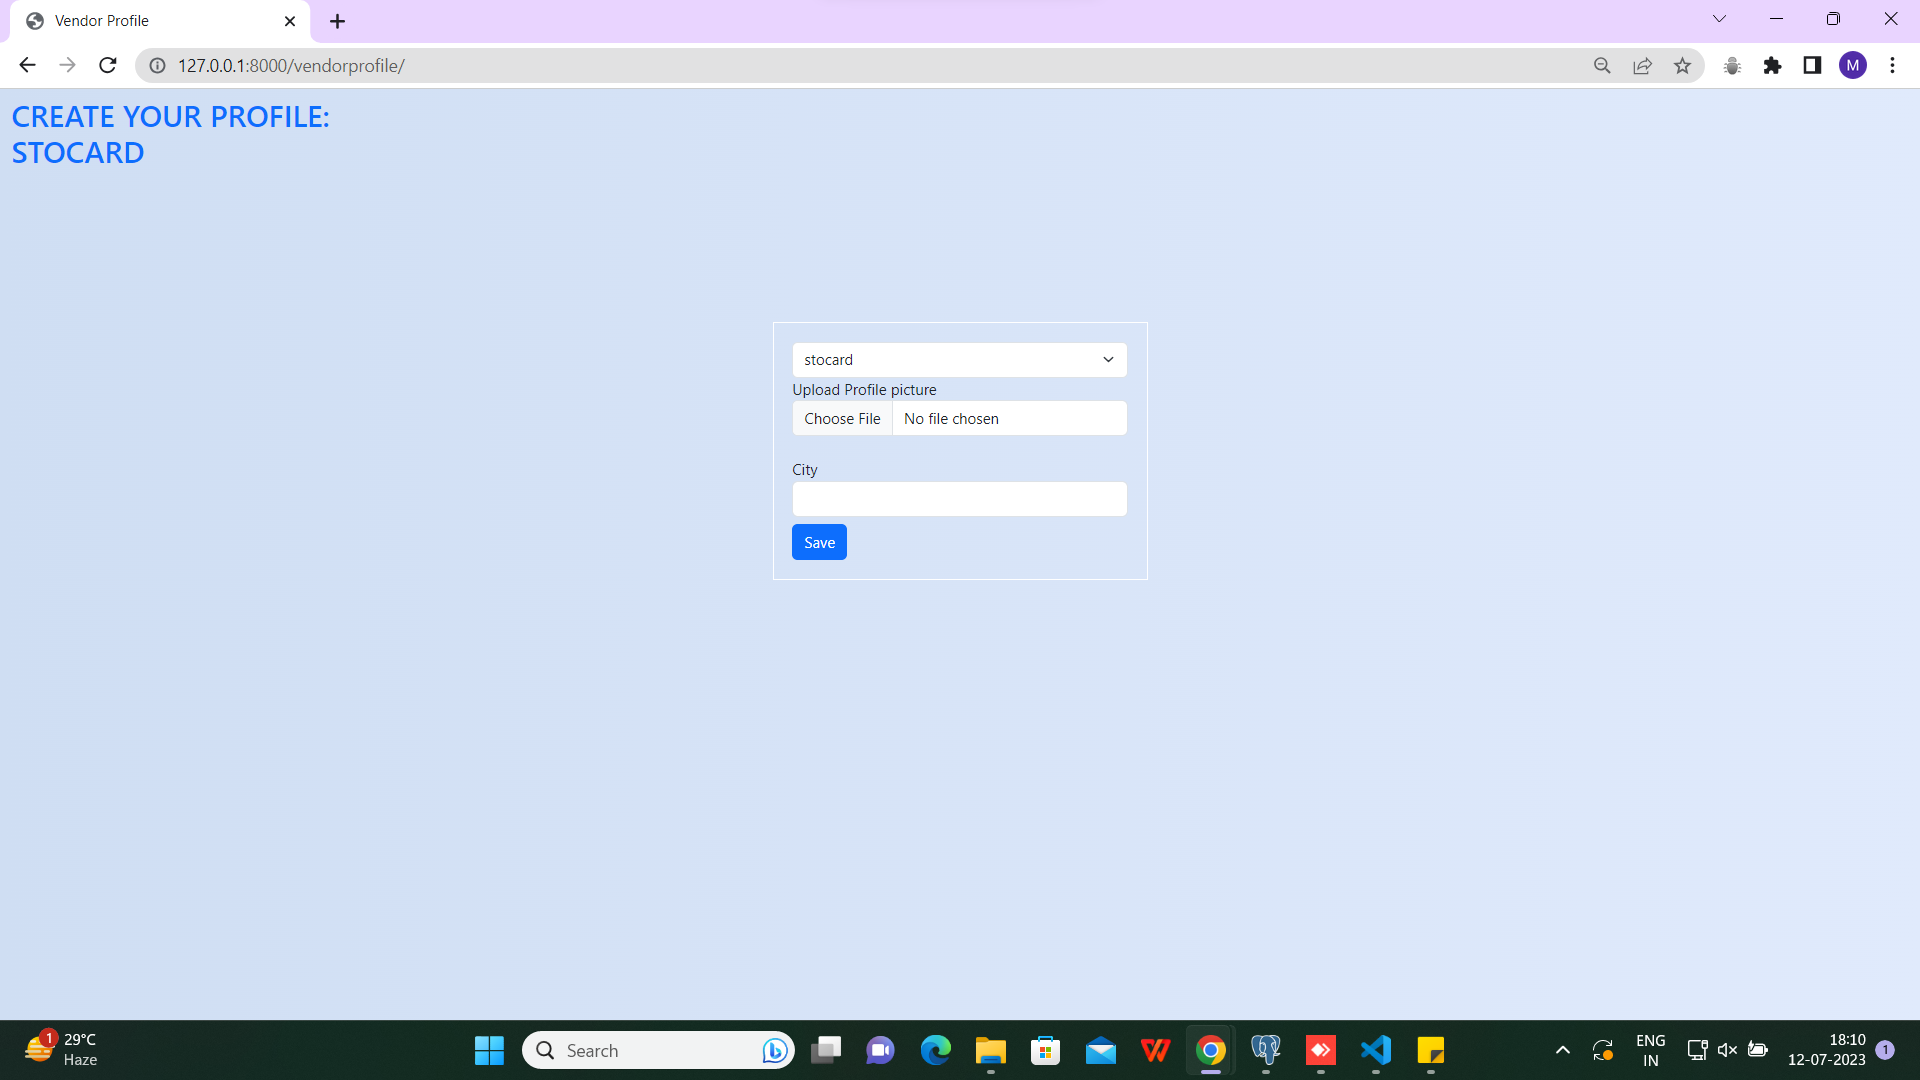 Vendor Profile
127.0.0.1:8000/vendorprofile/
M
CREATE YOUR PROFILE:
STOCARD
stocard
Upload Profile picture
Choose File No file chosen
City
Save
1
29°C
Haze
Search
ENG
IN
18:10
12-07-2023
1